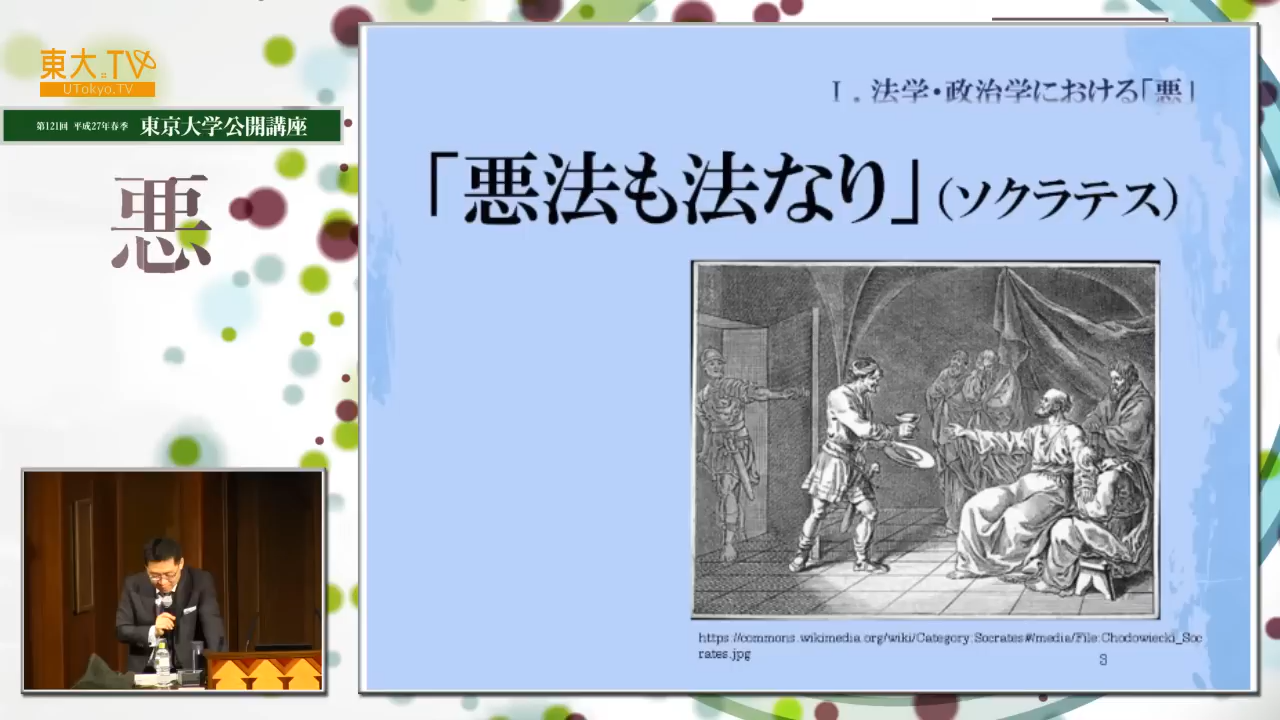 東大.TV
UTokyo.TV
第121回 平成27年春季 東京大学公開講座
悪
Ⅰ.法学・政治学における「悪」
「悪法も法なり」(ソクラテス)
https://commons.wikimedia.org/wiki/Category:Socrates#/media/File:Chodowiecki_Soc
rates.jpg
3